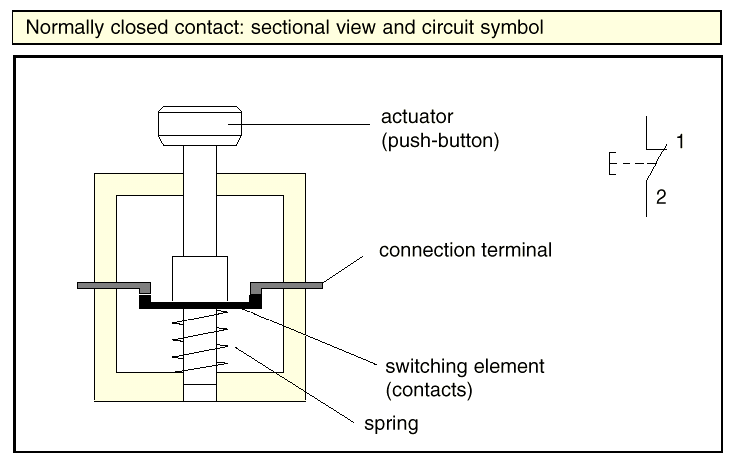 Normally closed contact: sectional view and circuit symbol
actuator
(push-button)
1
2
connection terminal
switching element
(contacts)
spring